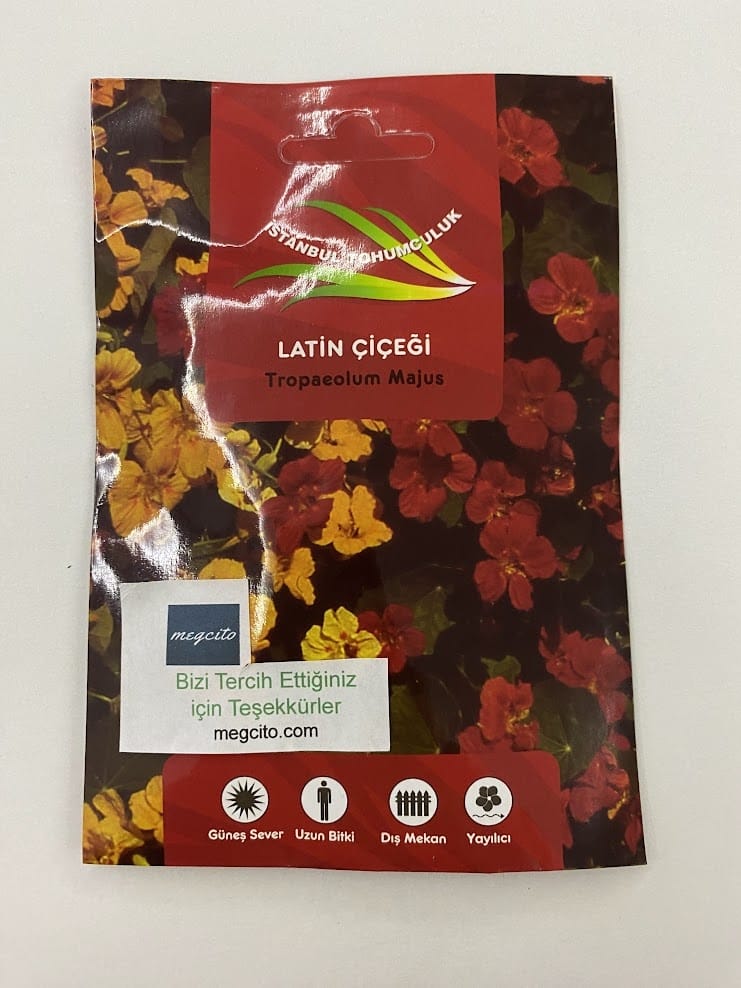 İSTANBUL TOHUMCULUK
LATİN ÇİÇEĞİ
Tropaeolum Majus
megcito
Bizi Tercih Ettiğiniz
için Teşekkürler
megcito.com
Güneş Sever Uzun Bitki Dış Mekan Yayılıcı